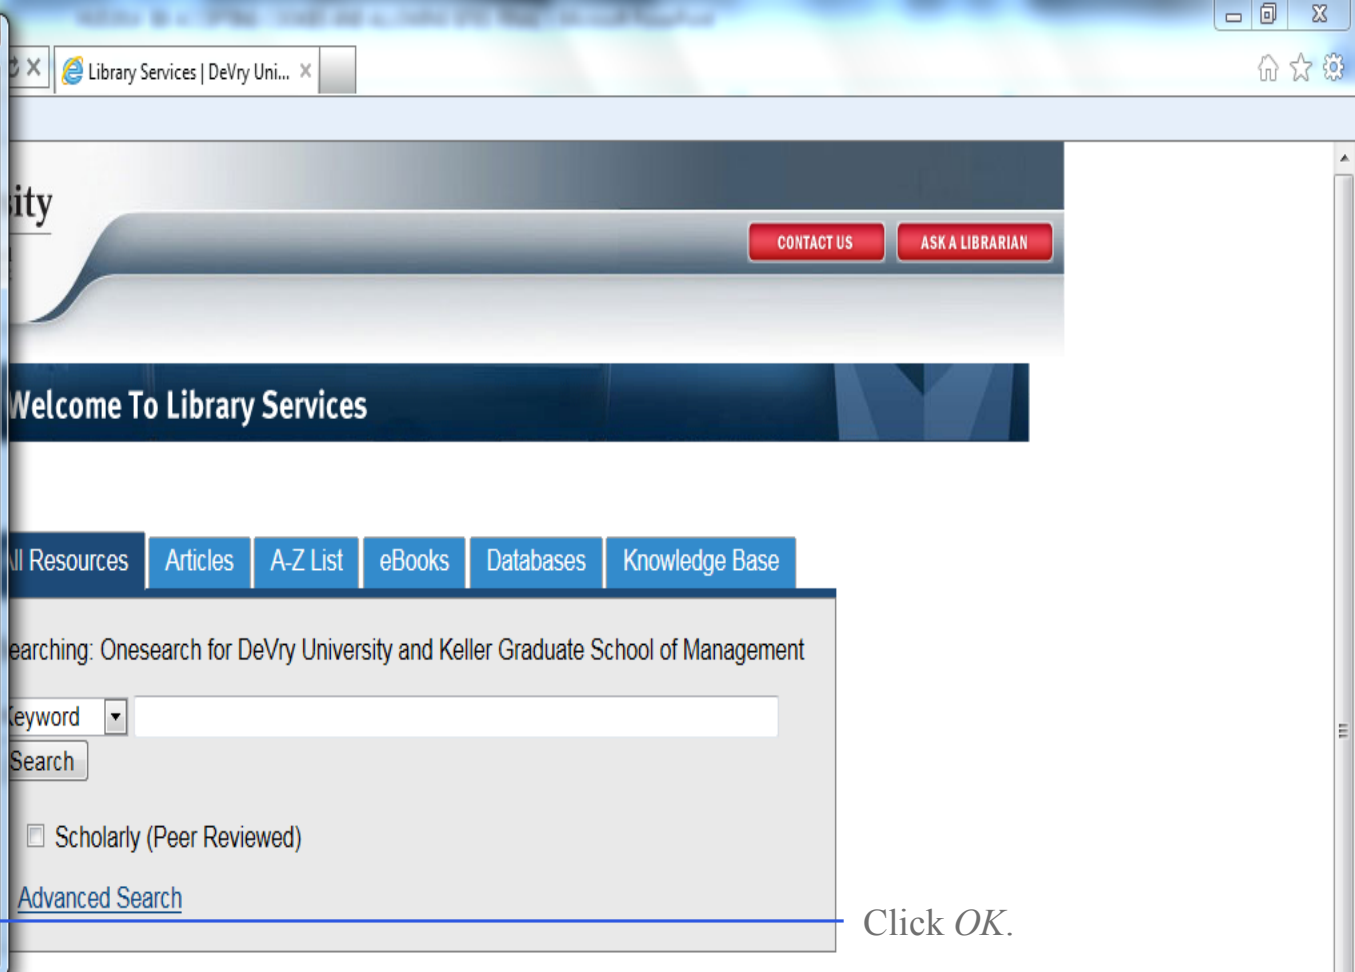 Library Services | DeVry Uni...
ity
CONTACT US
ASK A LIBRARIAN
Welcome To Library Services
ll Resources
Articles
A-Z List
eBooks
Databases
Knowledge Base
earching: Onesearch for DeVry University and Keller Graduate School of Management
Keyword
Search
Scholarly (Peer Reviewed)
Advanced Search
Click OK.